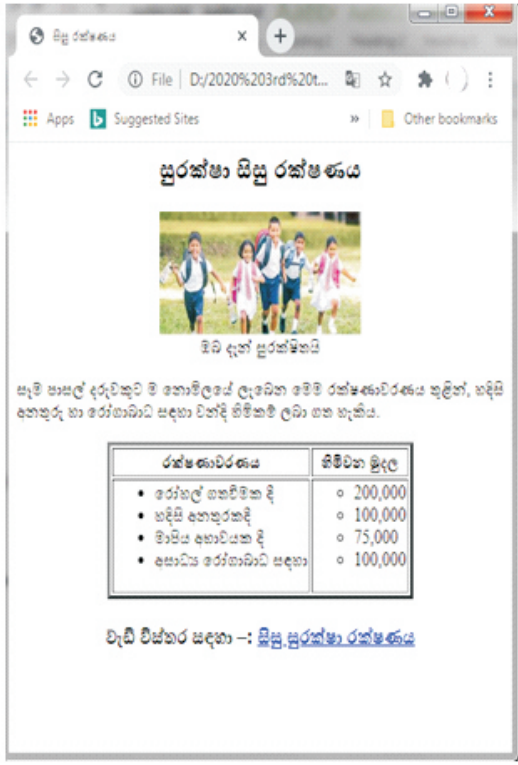 සිසු රක්ෂණය
File | D:/2020%203rd%20t...
Apps Suggested Sites » Other bookmarks
සුරක්ෂා සිසු රක්ෂණය
ඔබ දැන් සුරක්ෂිතයි
සෑම පාසල් දරුවකුට ම නොමිලයේ ලැබෙන මෙම රක්ෂණාවරණය තුළින්, හදිසි
අනතුරු හා රෝගාබාධ සඳහා වන්දි හිමිකම් ලබා ගත හැකිය.
රක්ෂණාවරණය හිමිවන මුදල
• රෝහල් ගතවීමක දී ○ 200,000
• හදිසි අනතුරකදී ○ 100,000
• මාපිය අභාවයක දී ○ 75,000
• අසාධ්‍ය රෝගාබාධ සඳහා ○ 100,000
වැඩි විස්තර සඳහා –: සිසු සුරක්ෂා රක්ෂණය